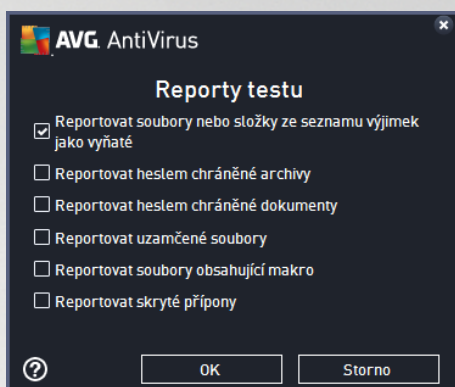 AVG. AntiVirus
Reporty testu
Reportovat soubory nebo složky ze seznamu výjimek
jako vyňaté
Reportovat heslem chráněné archivy
Reportovat heslem chráněné dokumenty
Reportovat uzamčené soubory
Reportovat soubory obsahující makro
Reportovat skryté přípony
?
OK
Storno